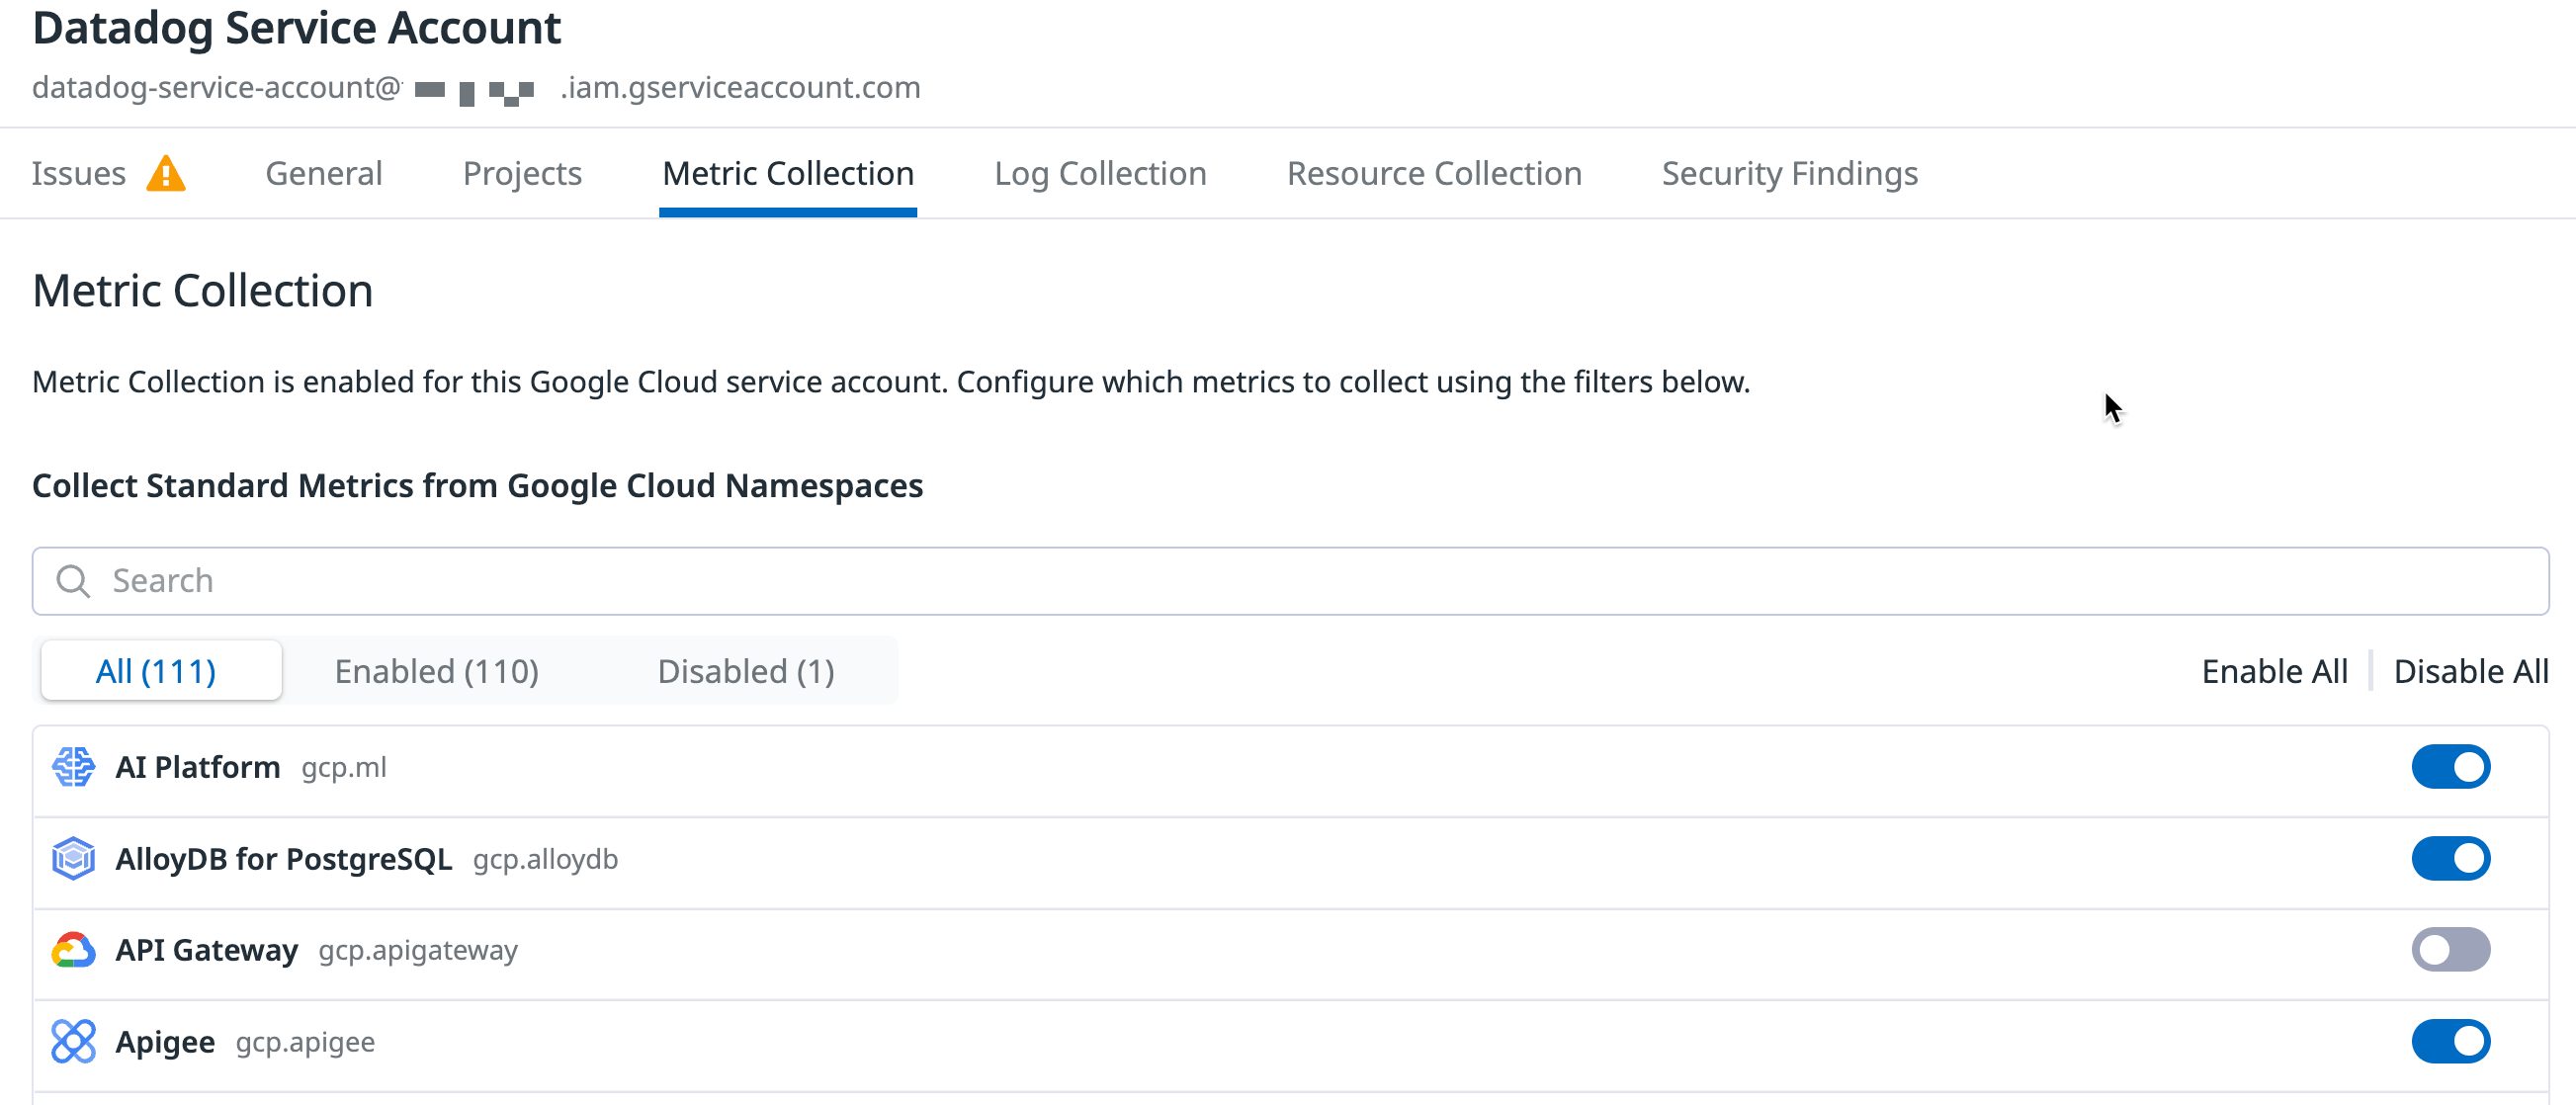 Datadog Service Account
datadog-service-account@ .iam.gserviceaccount.com
Issues General Projects Metric Collection Log Collection Resource Collection Security Findings
Metric Collection
Metric Collection is enabled for this Google Cloud service account. Configure which metrics to collect using the filters below.
Collect Standard Metrics from Google Cloud Namespaces
Search
All (111) Enabled (110) Disabled (1) Enable All Disable All
AI Platform gcp.ml
AlloyDB for PostgreSQL gcp.alloydb
API Gateway gcp.apigateway
Apigee gcp.apigee